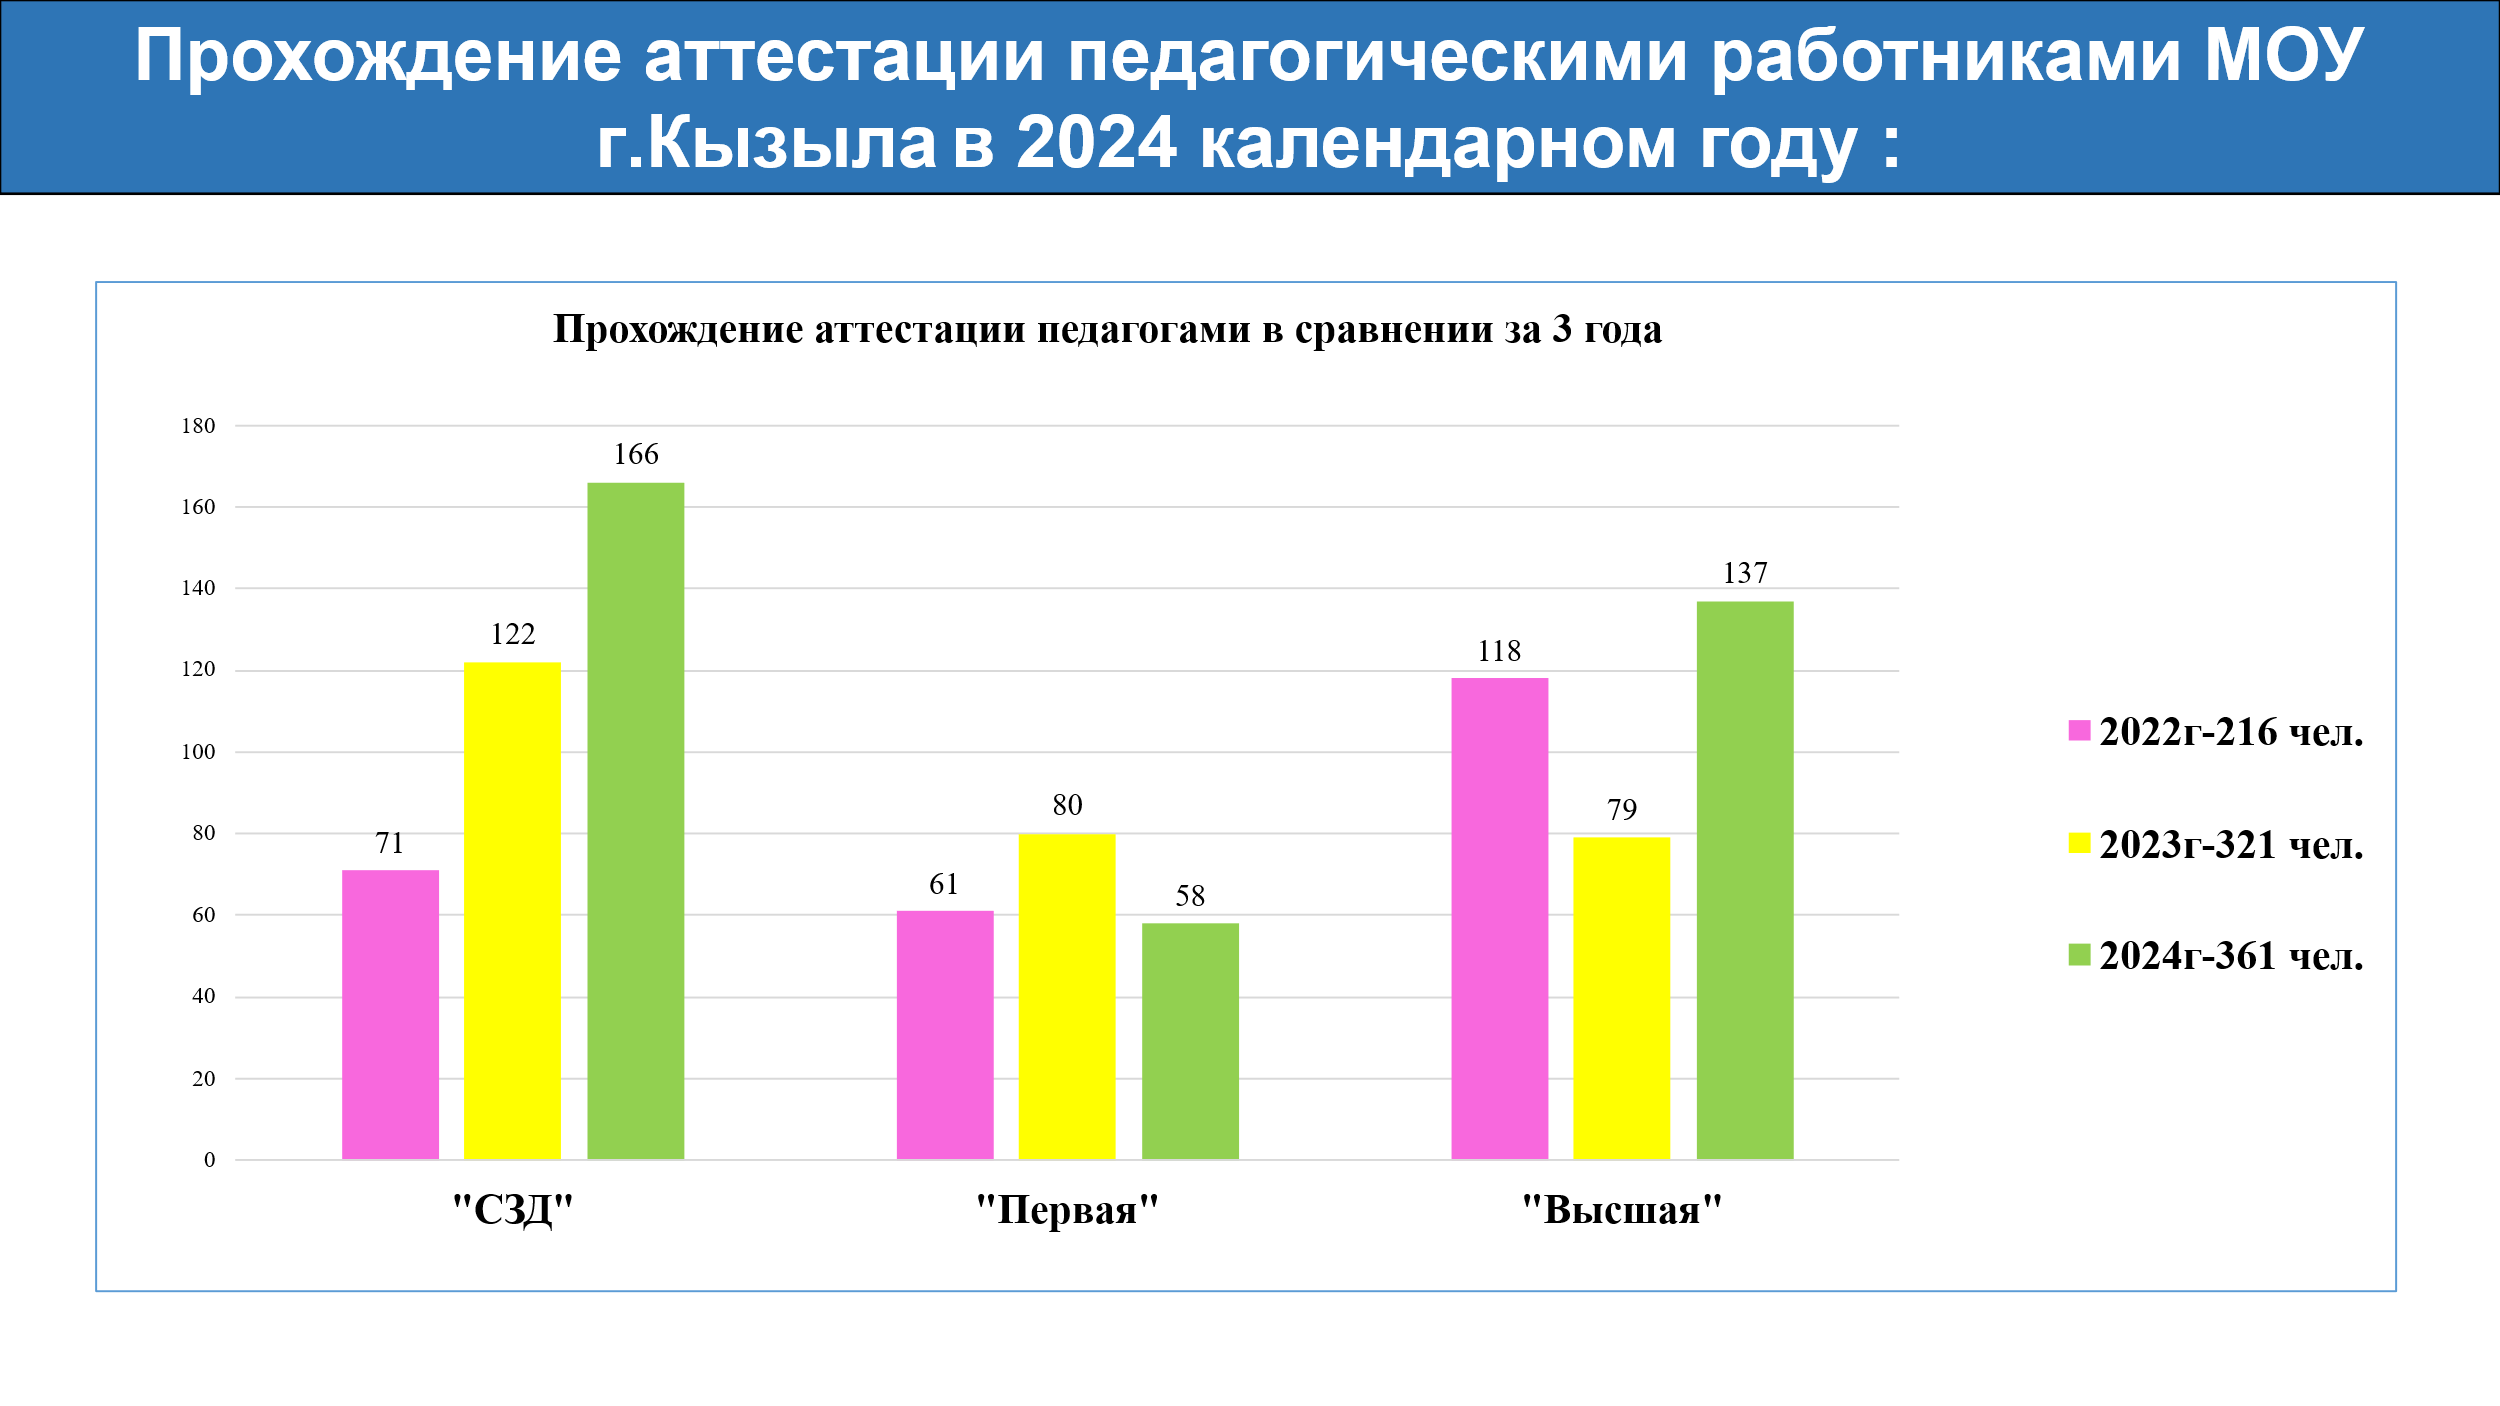 Прохождение аттестации педагогическими работниками МОУ
г.Кызыла в 2024 календарном году :
Прохождение аттестации педагогами в сравнении за 3 года
180
160
140
120
100
80
60
40
20
0
71
122
166
61
80
58
118
79
137
"СЗД"
"Первая"
"Высшая"
2022г-216 чел.
2023г-321 чел.
2024г-361 чел.